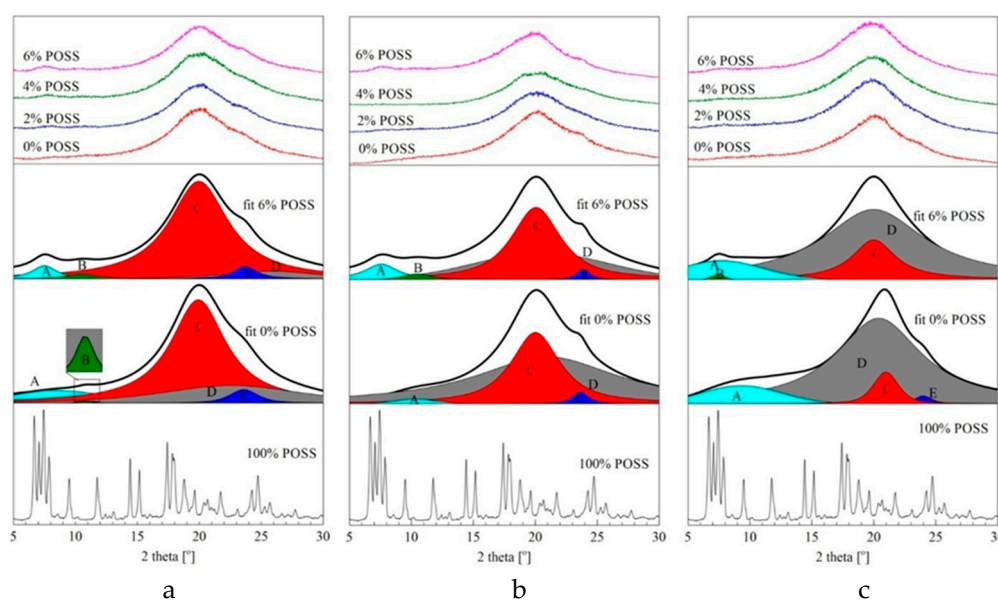 6% POSS
4% POSS
2% POSS
0% POSS
fit 6% POSS
A
B
C
D
fit 0% POSS
A
B
C
D
100% POSS
5 10 15 20 25 30
2 theta [°]
a
6% POSS
4% POSS
2% POSS
0% POSS
fit 6% POSS
A
B
C
D
fit 0% POSS
A
C
D
100% POSS
5 10 15 20 25 30
2 theta [°]
b
6% POSS
4% POSS
2% POSS
0% POSS
fit 6% POSS
A
B
C
D
fit 0% POSS
A
C
D
E
100% POSS
5 10 15 20 25 30
2 theta [°]
c